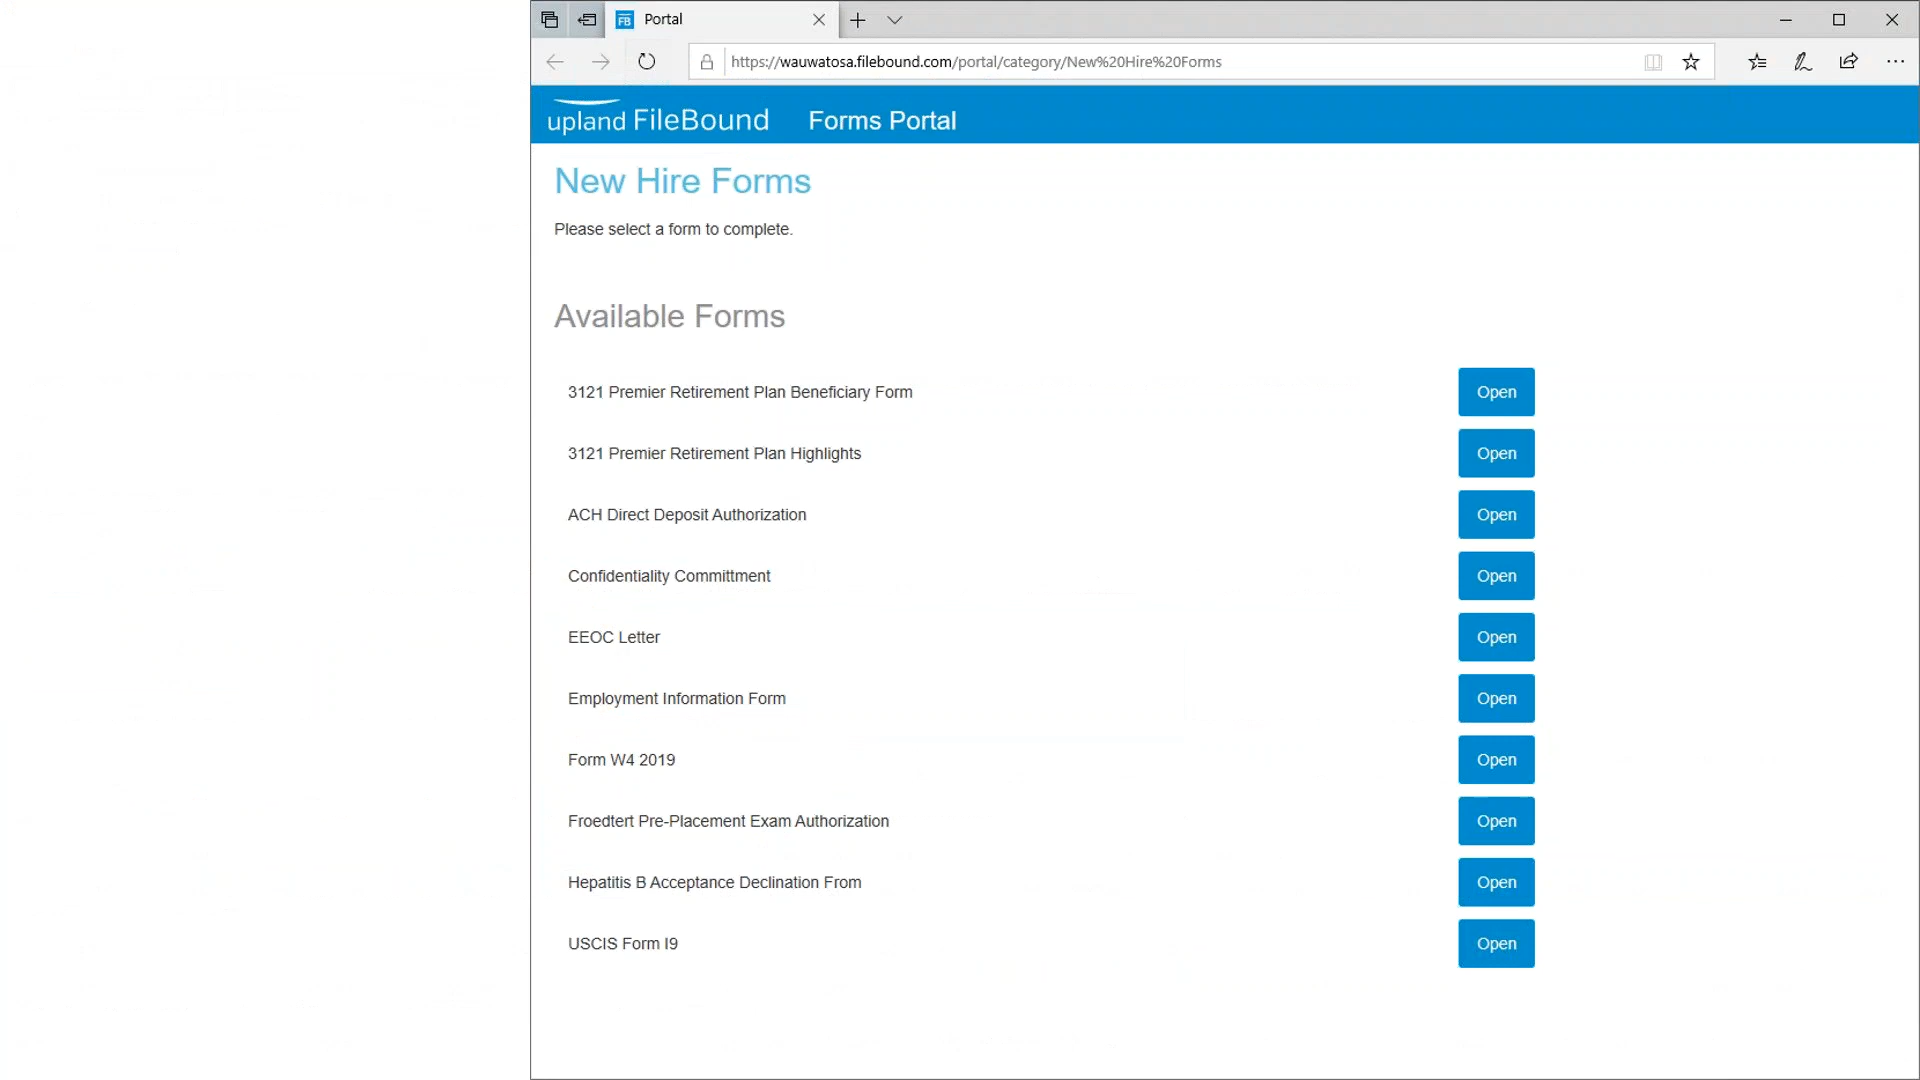 Portal
https://wauwatosa.filebound.com/portal/category/New%20Hire%20Forms
upland FileBound Forms Portal
New Hire Forms
Please select a form to complete.
Available Forms
3121 Premier Retirement Plan Beneficiary Form Open
3121 Premier Retirement Plan Highlights Open
ACH Direct Deposit Authorization Open
Confidentiality Committment Open
EEOC Letter Open
Employment Information Form Open
Form W4 2019 Open
Froedtert Pre-Placement Exam Authorization Open
Hepatitis B Acceptance Declination From Open
USCIS Form I9 Open